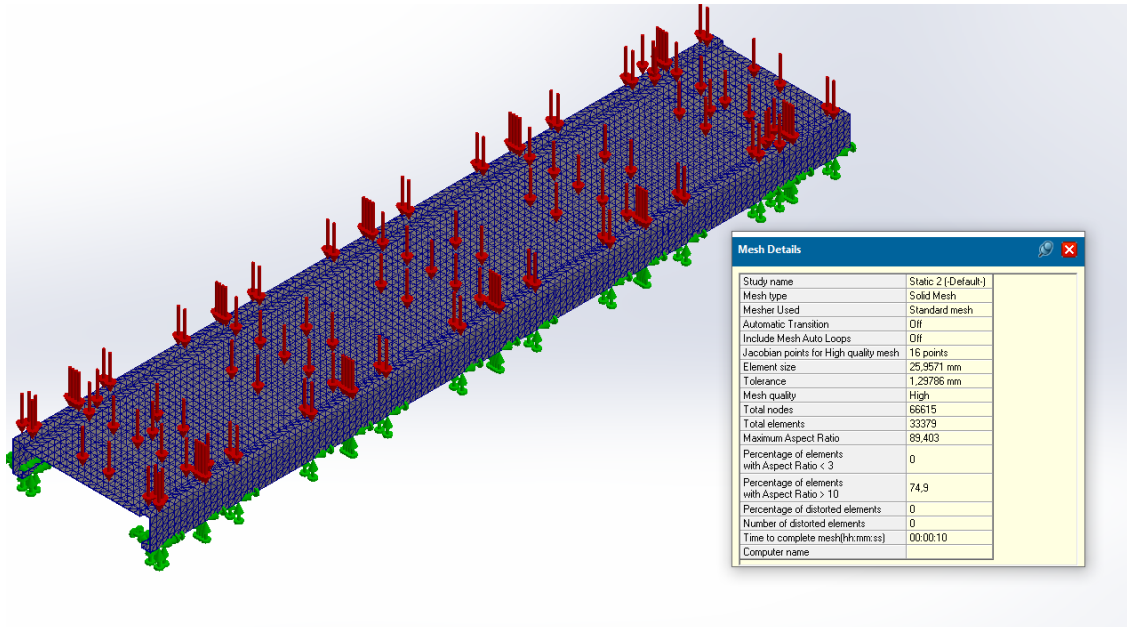 Mesh Details
Study name Static 2 (-Default-)
Mesh type Solid Mesh
Mesher Used Standard mesh
Automatic Transition Off
Include Mesh Auto Loops Off
Jacobian points for High quality mesh 16 points
Element size 25,9571 mm
Tolerance 1,29786 mm
Mesh quality High
Total nodes 66615
Total elements 33379
Maximum Aspect Ratio 89,403
Percentage of elements
with Aspect Ratio < 3 0
Percentage of elements
with Aspect Ratio > 10 74,9
Percentage of distorted elements 0
Number of distorted elements 0
Time to complete mesh(hh:mm:ss) 00:00:10
Computer name